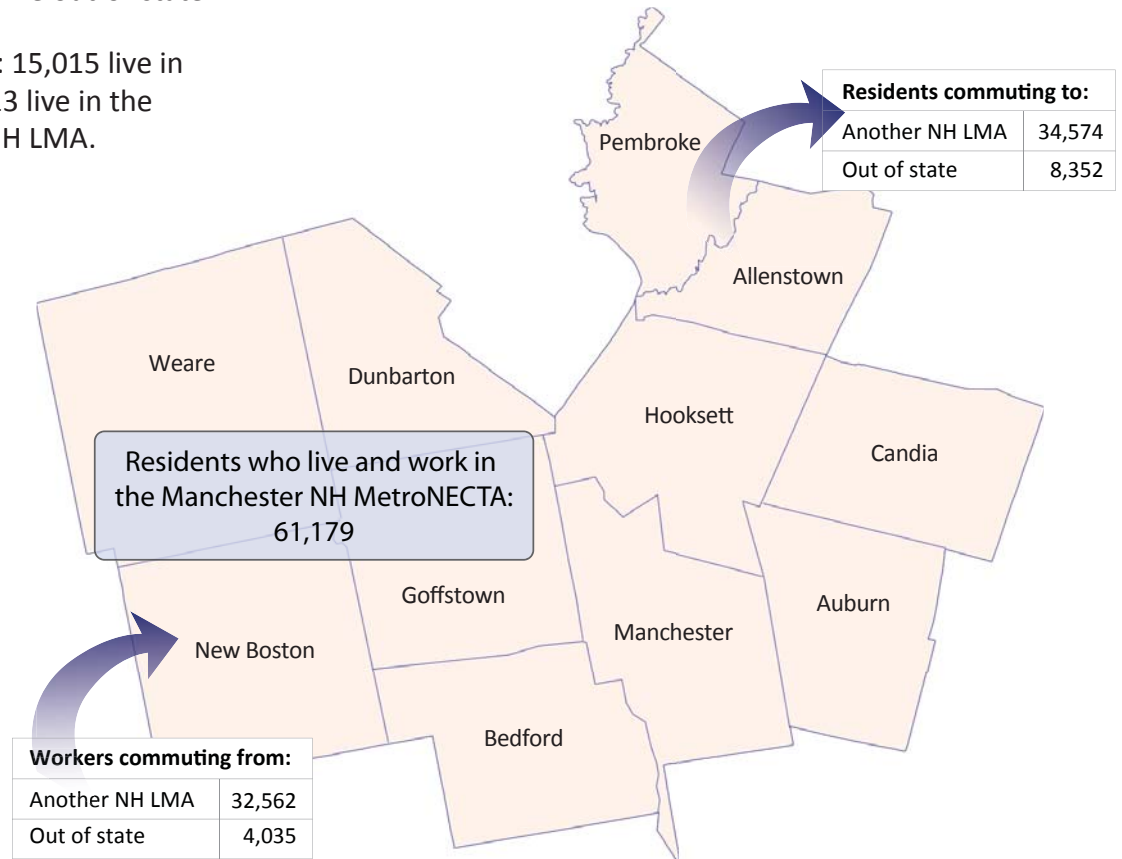 : 15,015 live in
3 live in the
H LMA.
Residents commuting to:
Another NH LMA 34,574
Out of state 8,352
Pembroke
Allenstown
Weare
Dunbarton
Hooksett
Candia
Residents who live and work in
the Manchester NH MetroNECTA:
61,179
Goffstown
Auburn
Manchester
New Boston
Bedford
Workers commuting from:
Another NH LMA 32,562
Out of state 4,035